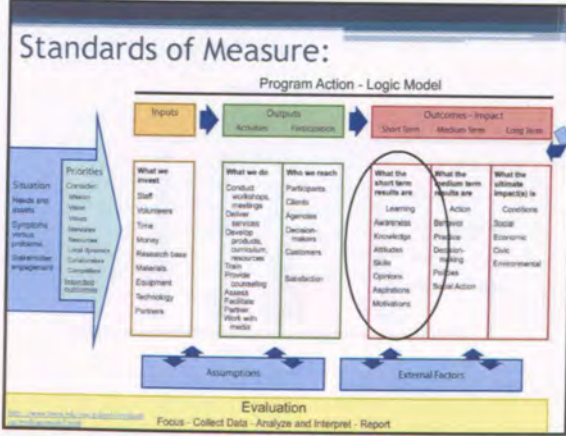 Standards of Measure:
Program Action - Logic Model
Inputs
Outputs
Activities Participation
Outcomes - Impact
Short Term Medium Term Long Term
Situation
Needs and
assets
Symptoms
versus
problems
Stakeholder
engagement
Priorities
Consider:
Mission
Vision
Values
Mandates
Resources
Local dynamics
Collaborators
Competitors
Intended
outcomes
What we
invest
Staff
Volunteers
Time
Money
Research base
Materials
Equipment
Technology
Partners
What we do
Conduct
workshops,
meetings
Deliver
services
Develop
products,
curriculum,
resources
Train
Provide
counseling
Assess
Facilitate
Partner
Work with
media
Who we reach
Participants
Clients
Agencies
Decision-
makers
Customers
Satisfaction
What the
short term
results are
Learning
Awareness
Knowledge
Attitudes
Skills
Opinions
Aspirations
Motivations
What the
medium term
results are
Action
Behavior
Practice
Decision-
making
Policies
Social Action
What the
ultimate
impact(s) is
Conditions
Social
Economic
Civic
Environmental
Assumptions
External Factors
Evaluation
Focus - Collect Data - Analyze and Interpret - Report